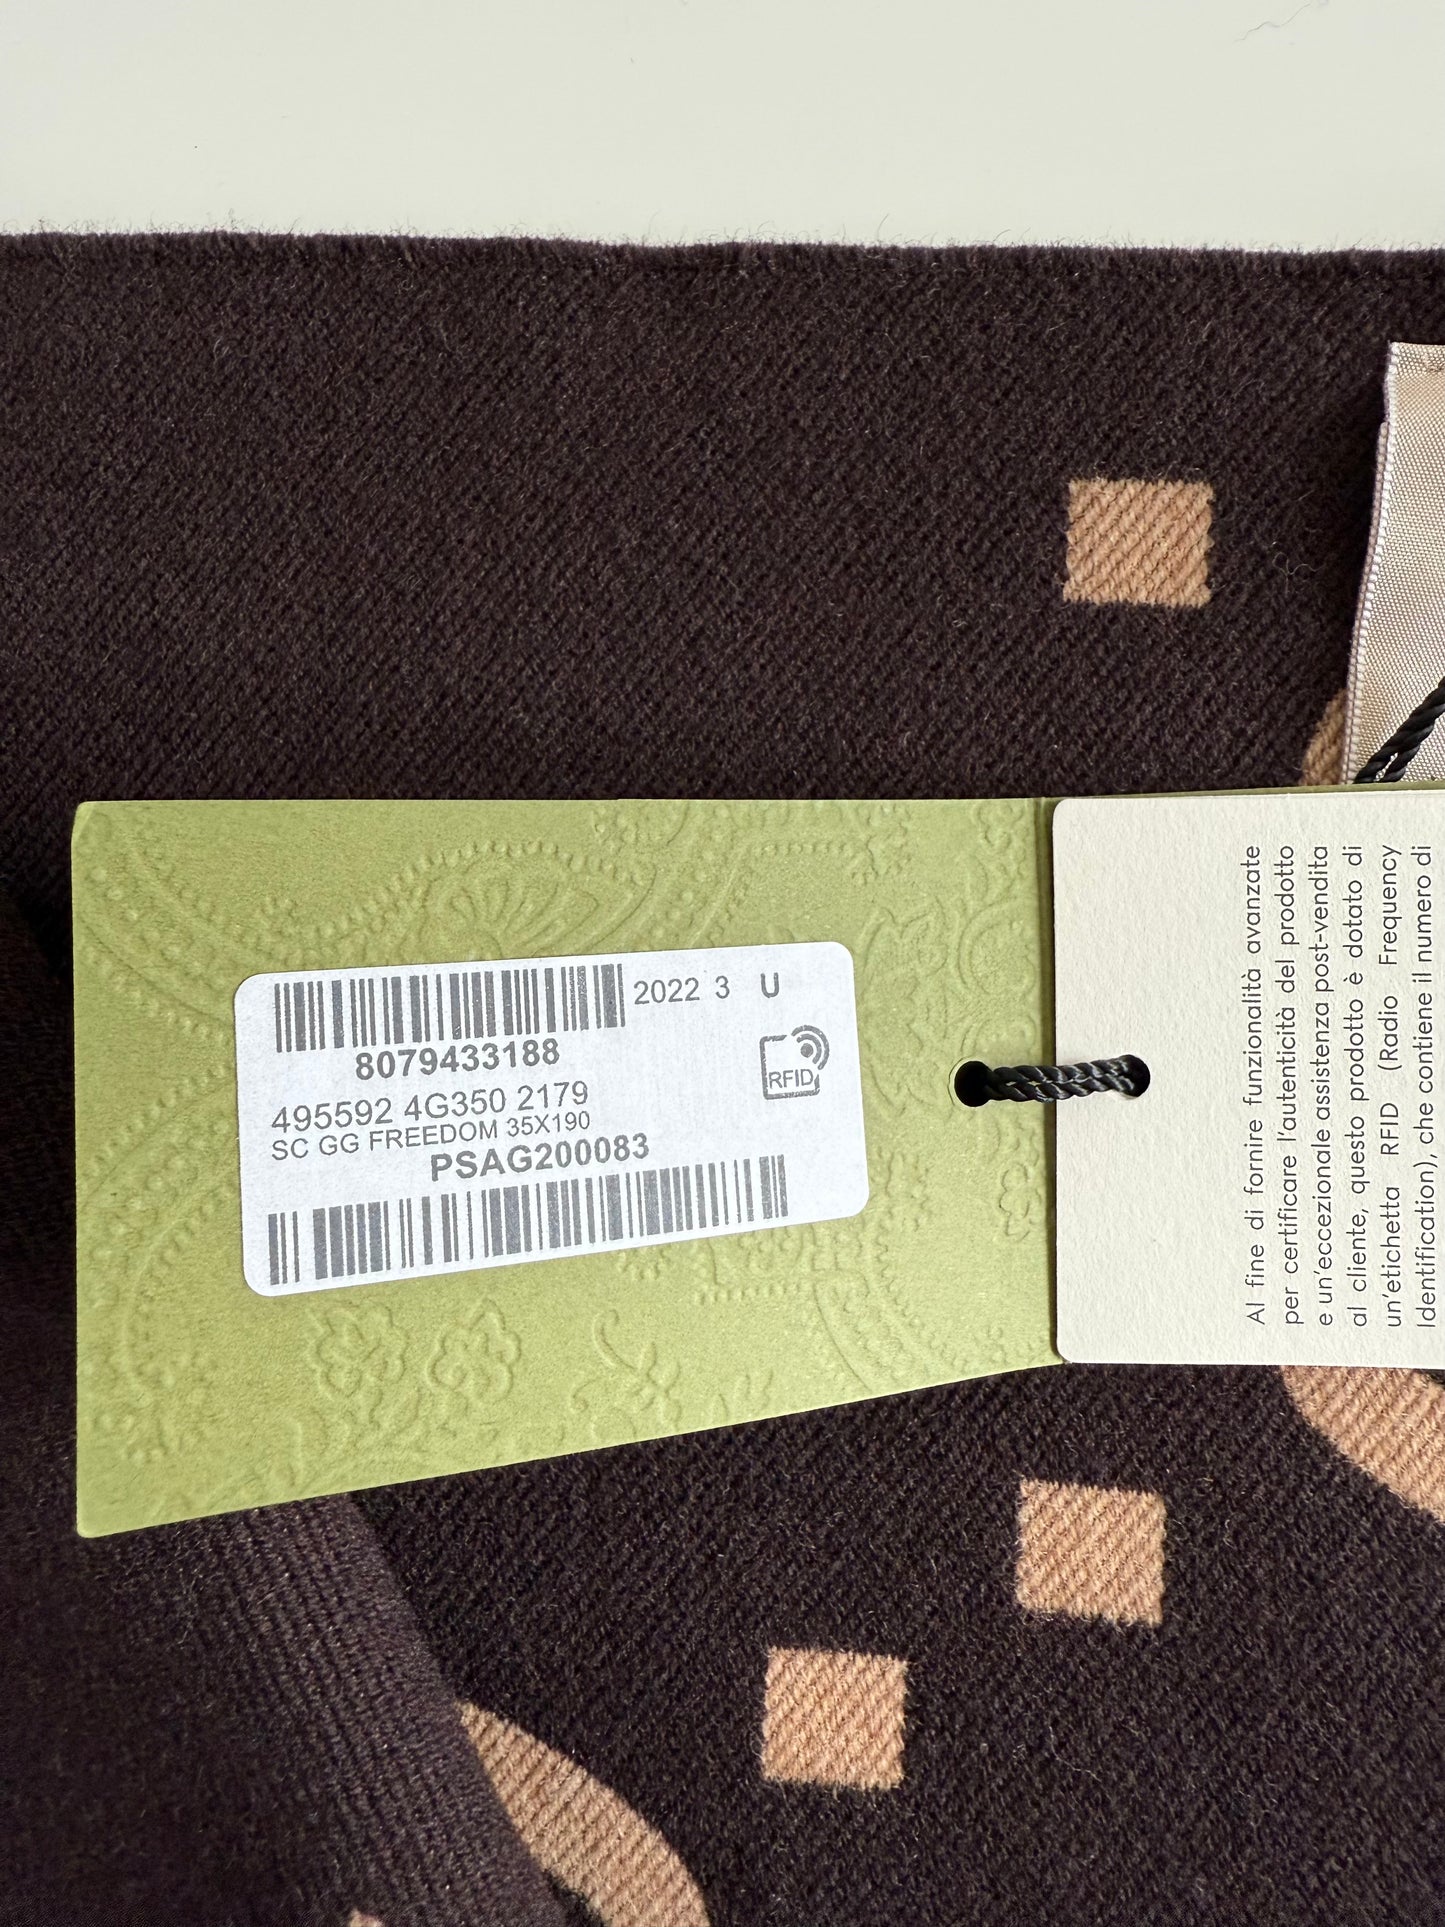 2022 3 U
8079433188
RFID
495592 4G350 2179
SC GG FREEDOM 35X190
PSAG200083
Al fine di fornire funzionalità avanzate
per certificare l'autenticità del prodotto
e un'eccezionale assistenza post-vendita
al cliente, questo prodotto è dotato di
un'etichetta RFID (Radio Frequency
Identification), che contiene il numero di